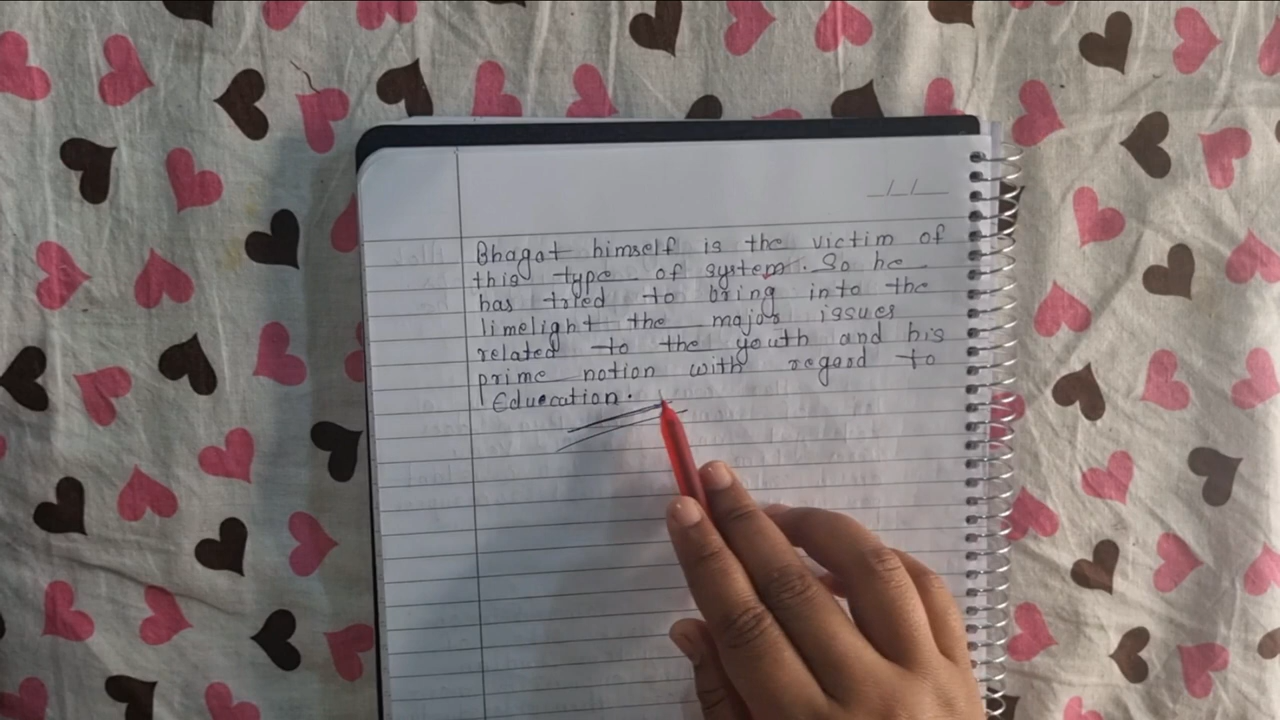 Bhagat himself is the victim of
this type of system. So he
has tried to bring into the
limelight the major issues
related to the youth and his
prime notion with regard to
Education.